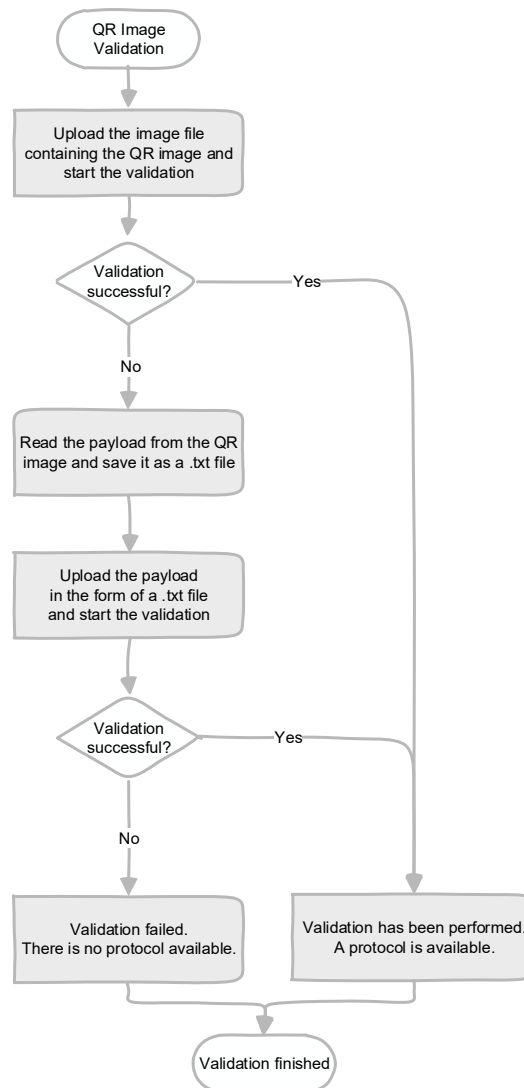 QR Image
Validation
Upload the image file
containing the QR image and
start the validation
Validation
successful?
Yes
No
Read the payload from the QR
image and save it as a .txt file
Upload the payload
in the form of a .txt file
and start the validation
Validation
successful?
Yes
No
Validation failed.
There is no protocol available.
Validation has been performed.
A protocol is available.
Validation finished